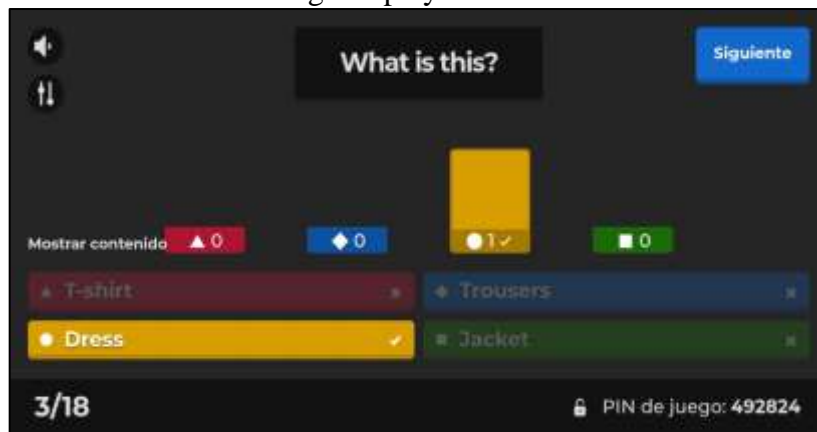 What is this?
Siguiente
Mostrar contenido
0
0
1
0
T-shirt
Trousers
Dress
Jacket
3/18
PIN de juego: 492824